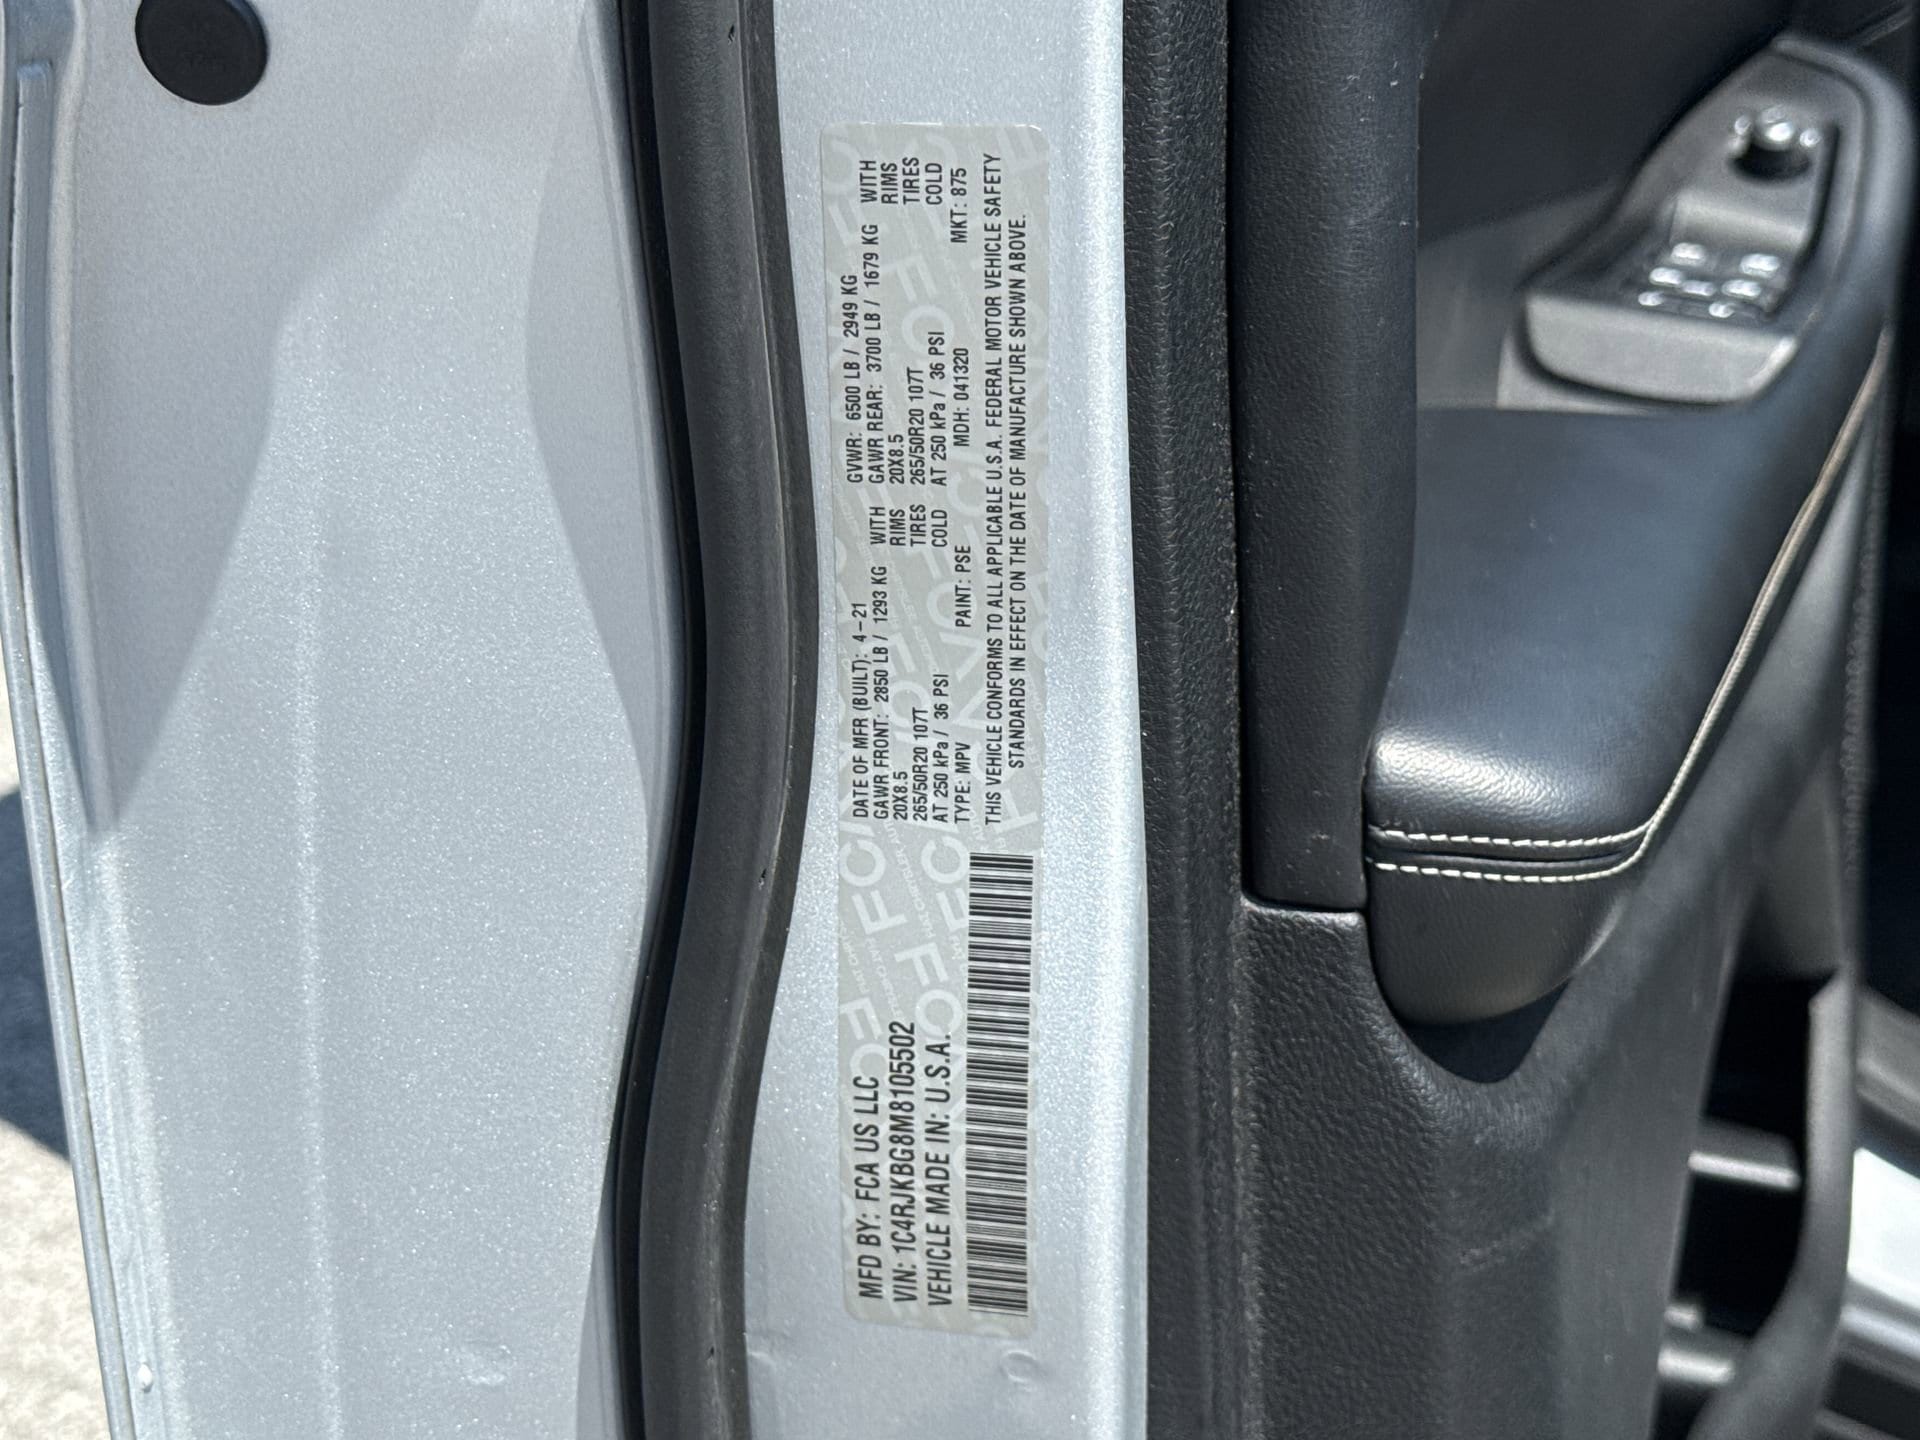 MFD BY: FCA US LLC
VIN: 1C4RJKBG8M8105502
VEHICLE MADE IN: U.S.A.
DATE OF MFR (BUILT): 4-21 GVWR: 6500 LB / 2949 KG
GAWR FRONT: 2850 LB / 1293 KG WITH GAWR REAR: 3700 LB / 1679 KG WITH
20X8.5 RIMS 20X8.5 RIMS
265/50R20 107T TIRES 265/50R20 107T TIRES
AT 250 kPa / 36 PSI COLD AT 250 kPa / 36 PSI COLD
TYPE: MPV PAINT: PSE MDH: 041320 MKT: 875
THIS VEHICLE CONFORMS TO ALL APPLICABLE U.S.A. FEDERAL MOTOR VEHICLE SAFETY
STANDARDS IN EFFECT ON THE DATE OF MANUFACTURE SHOWN ABOVE.